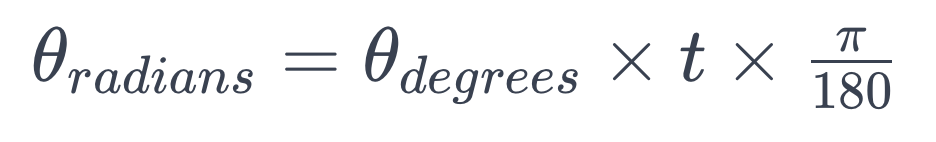 θ_radians = θ_degrees × t × π/180